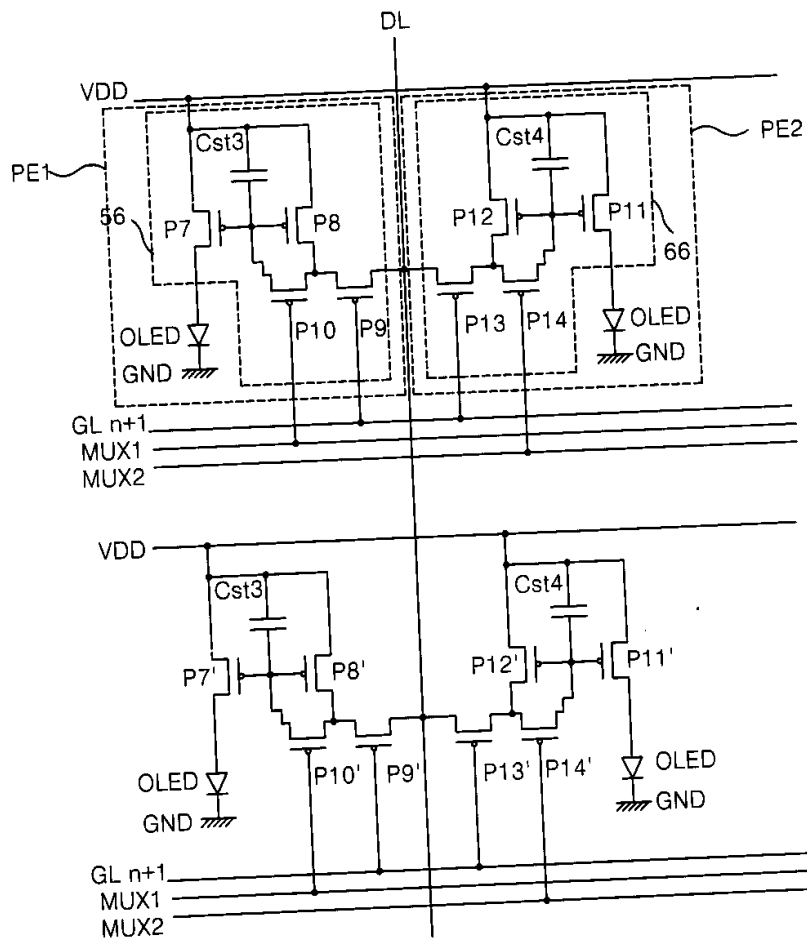 DL
VDD
Cst3 Cst4
PE1 PE2
56 P7 P8 P12 P11 66
OLED P10 P9 P13 P14 OLED
GND GND
GL n+1
MUX1
MUX2
VDD
Cst3 Cst4
P7' P8' P12' P11'
OLED P10' P9' P13' P14' OLED
GND GND
GL n+1
MUX1
MUX2